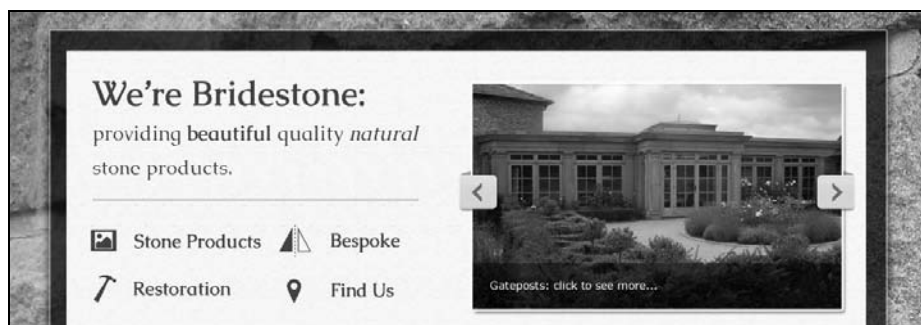 We're Bridestone:
providing beautiful quality natural
stone products.
Stone Products
Bespoke
Restoration
Find Us
Gateposts: click to see more...